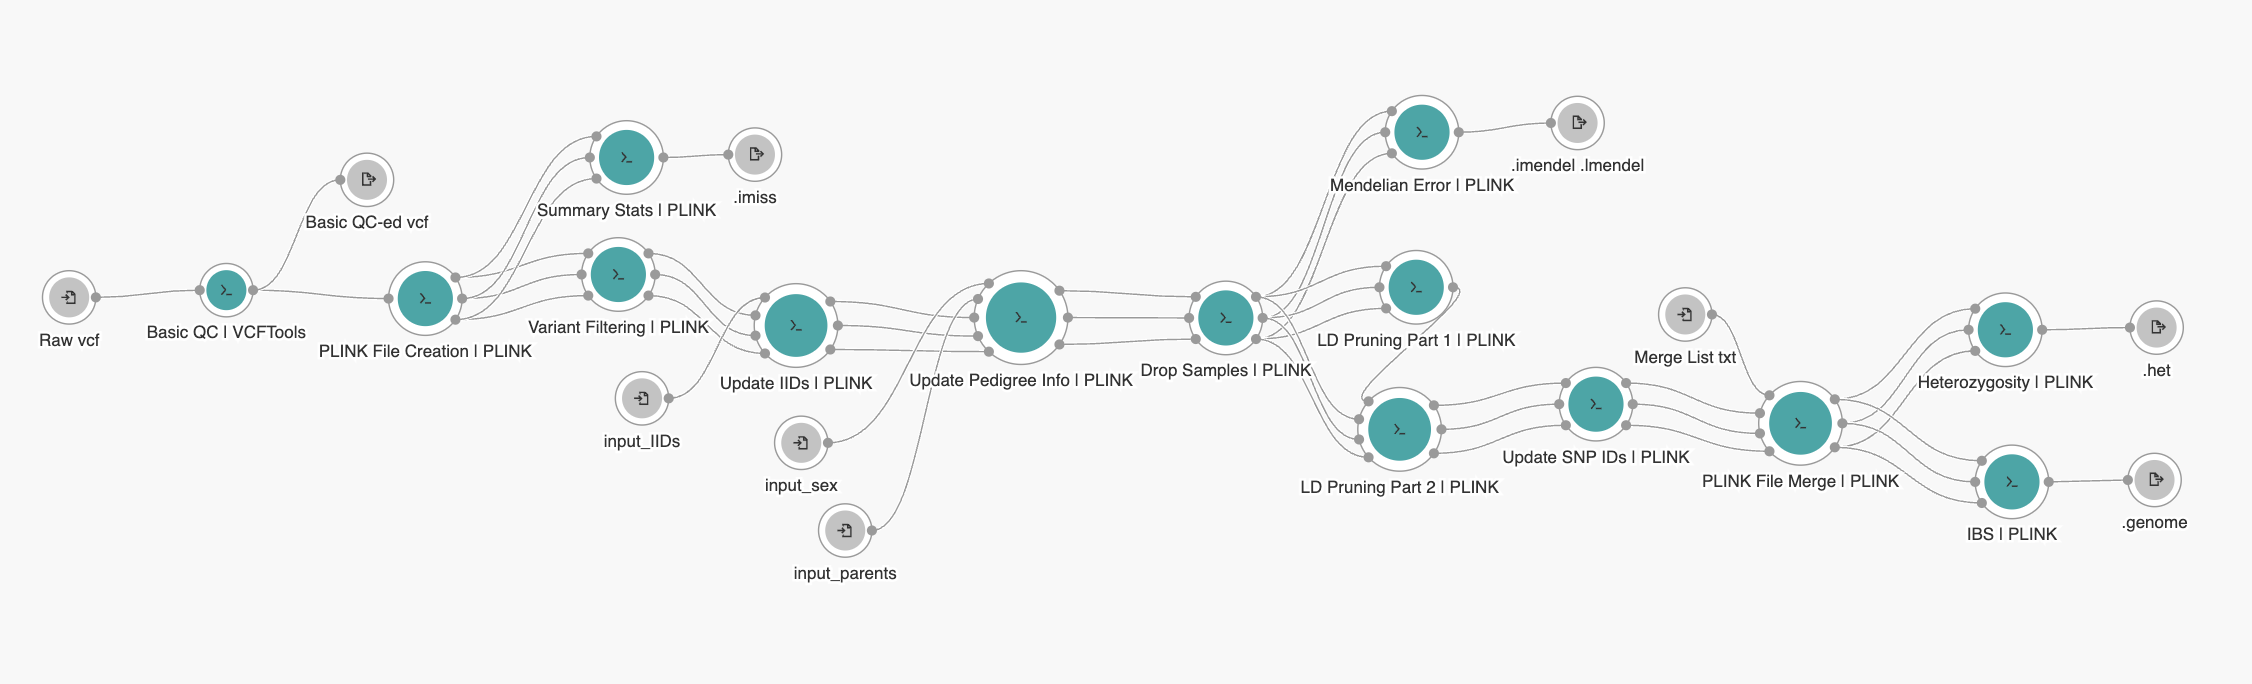 Raw vcf
Basic QC | VCFTools
Basic QC-ed vcf
PLINK File Creation | PLINK
Summary Stats | PLINK
.imiss
Variant Filtering | PLINK
input_IIDs
Update IIDs | PLINK
input_sex
input_parents
Update Pedigree Info | PLINK
Drop Samples | PLINK
Mendelian Error | PLINK
.imendel .lmendel
LD Pruning Part 1 | PLINK
LD Pruning Part 2 | PLINK
Update SNP IDs | PLINK
Merge List txt
PLINK File Merge | PLINK
Heterozygosity | PLINK
.het
IBS | PLINK
.genome